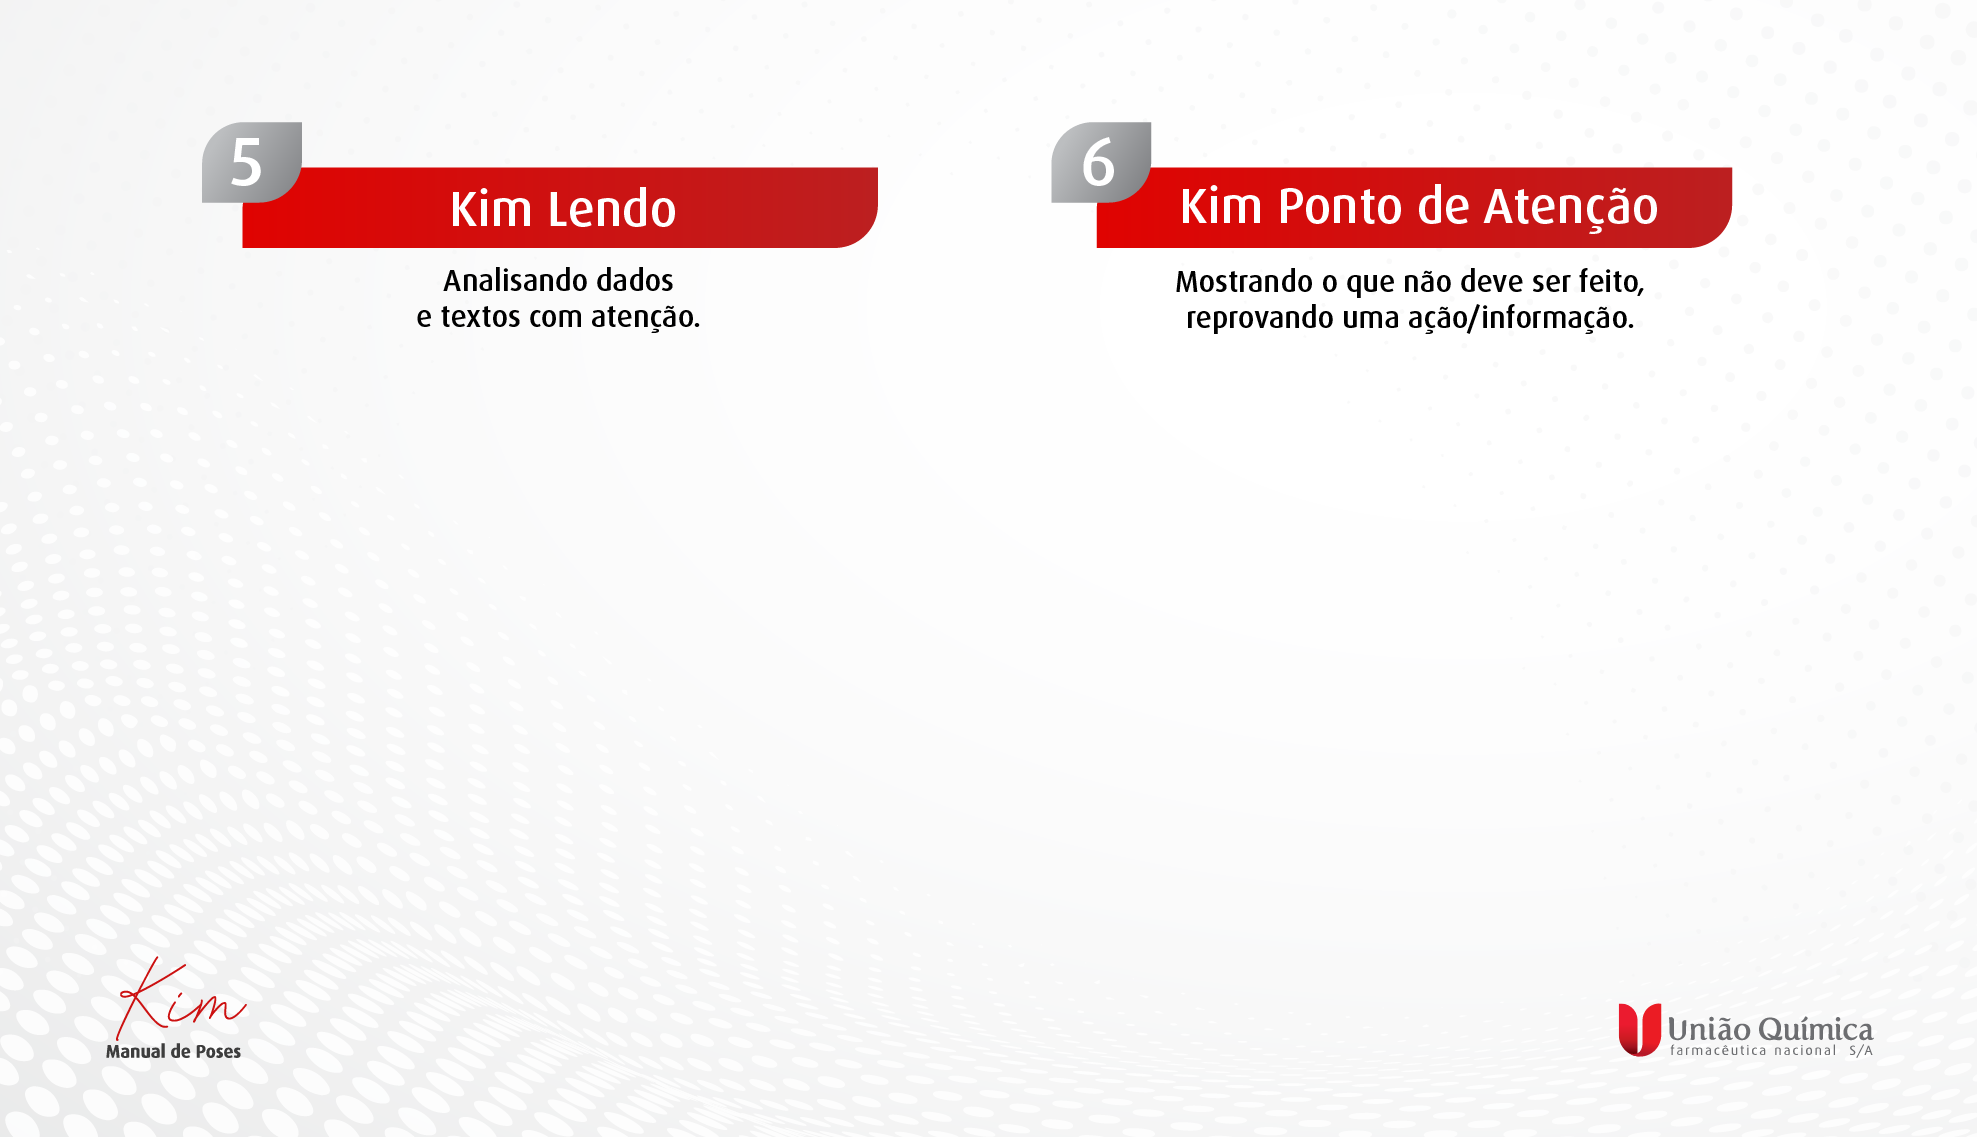 5
Kim Lendo
Analisando dados
e textos com atenção.
6
Kim Ponto de Atenção
Mostrando o que não deve ser feito,
reprovando uma ação/informação.
Kim
Manual de Poses
União Química
farmacêutica nacional S/A